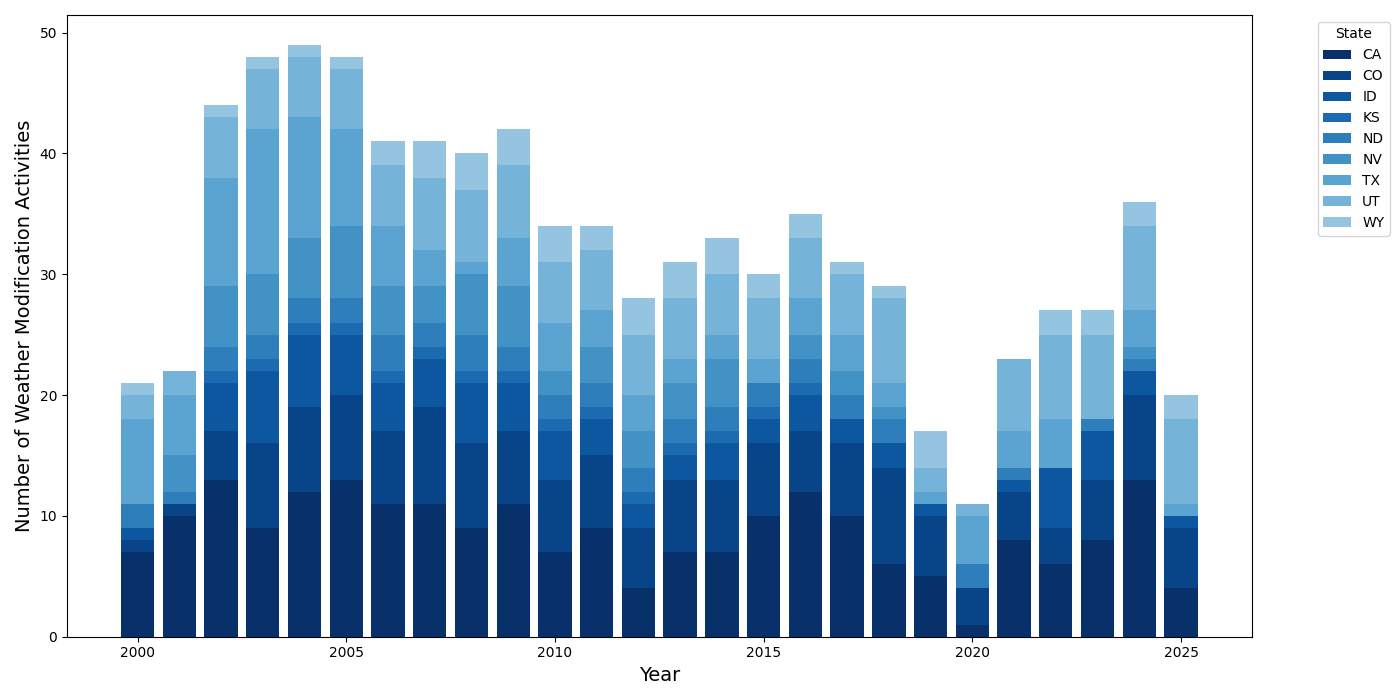 50
40
30
20
10
0
Number of Weather Modification Activities
2000
2005
2010
2015
2020
2025
Year
State
CA
CO
ID
KS
ND
NV
TX
UT
WY